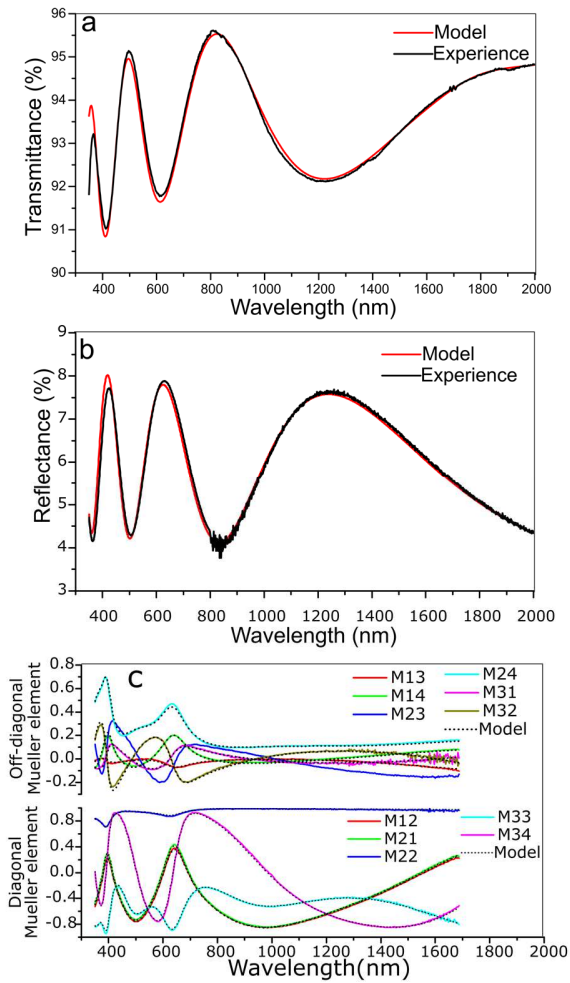 a
Model
Experience
Transmittance (%)
96
95
94
93
92
91
90
400 600 800 1000 1200 1400 1600 1800 2000
Wavelength (nm)
b
Model
Experience
Reflectance (%)
9
8
7
6
5
4
3
400 600 800 1000 1200 1400 1600 1800 2000
Wavelength (nm)
c
Off-diagonal
Mueller element
0.8
0.6
0.4
0.2
0.0
-0.2
M13
M14
M23
M24
M31
M32
Model
Diagonal
Mueller element
0.8
0.4
0.0
-0.4
-0.8
M12
M21
M22
M33
M34
Model
400 600 800 1000 1200 1400 1600 1800 2000
Wavelength(nm)